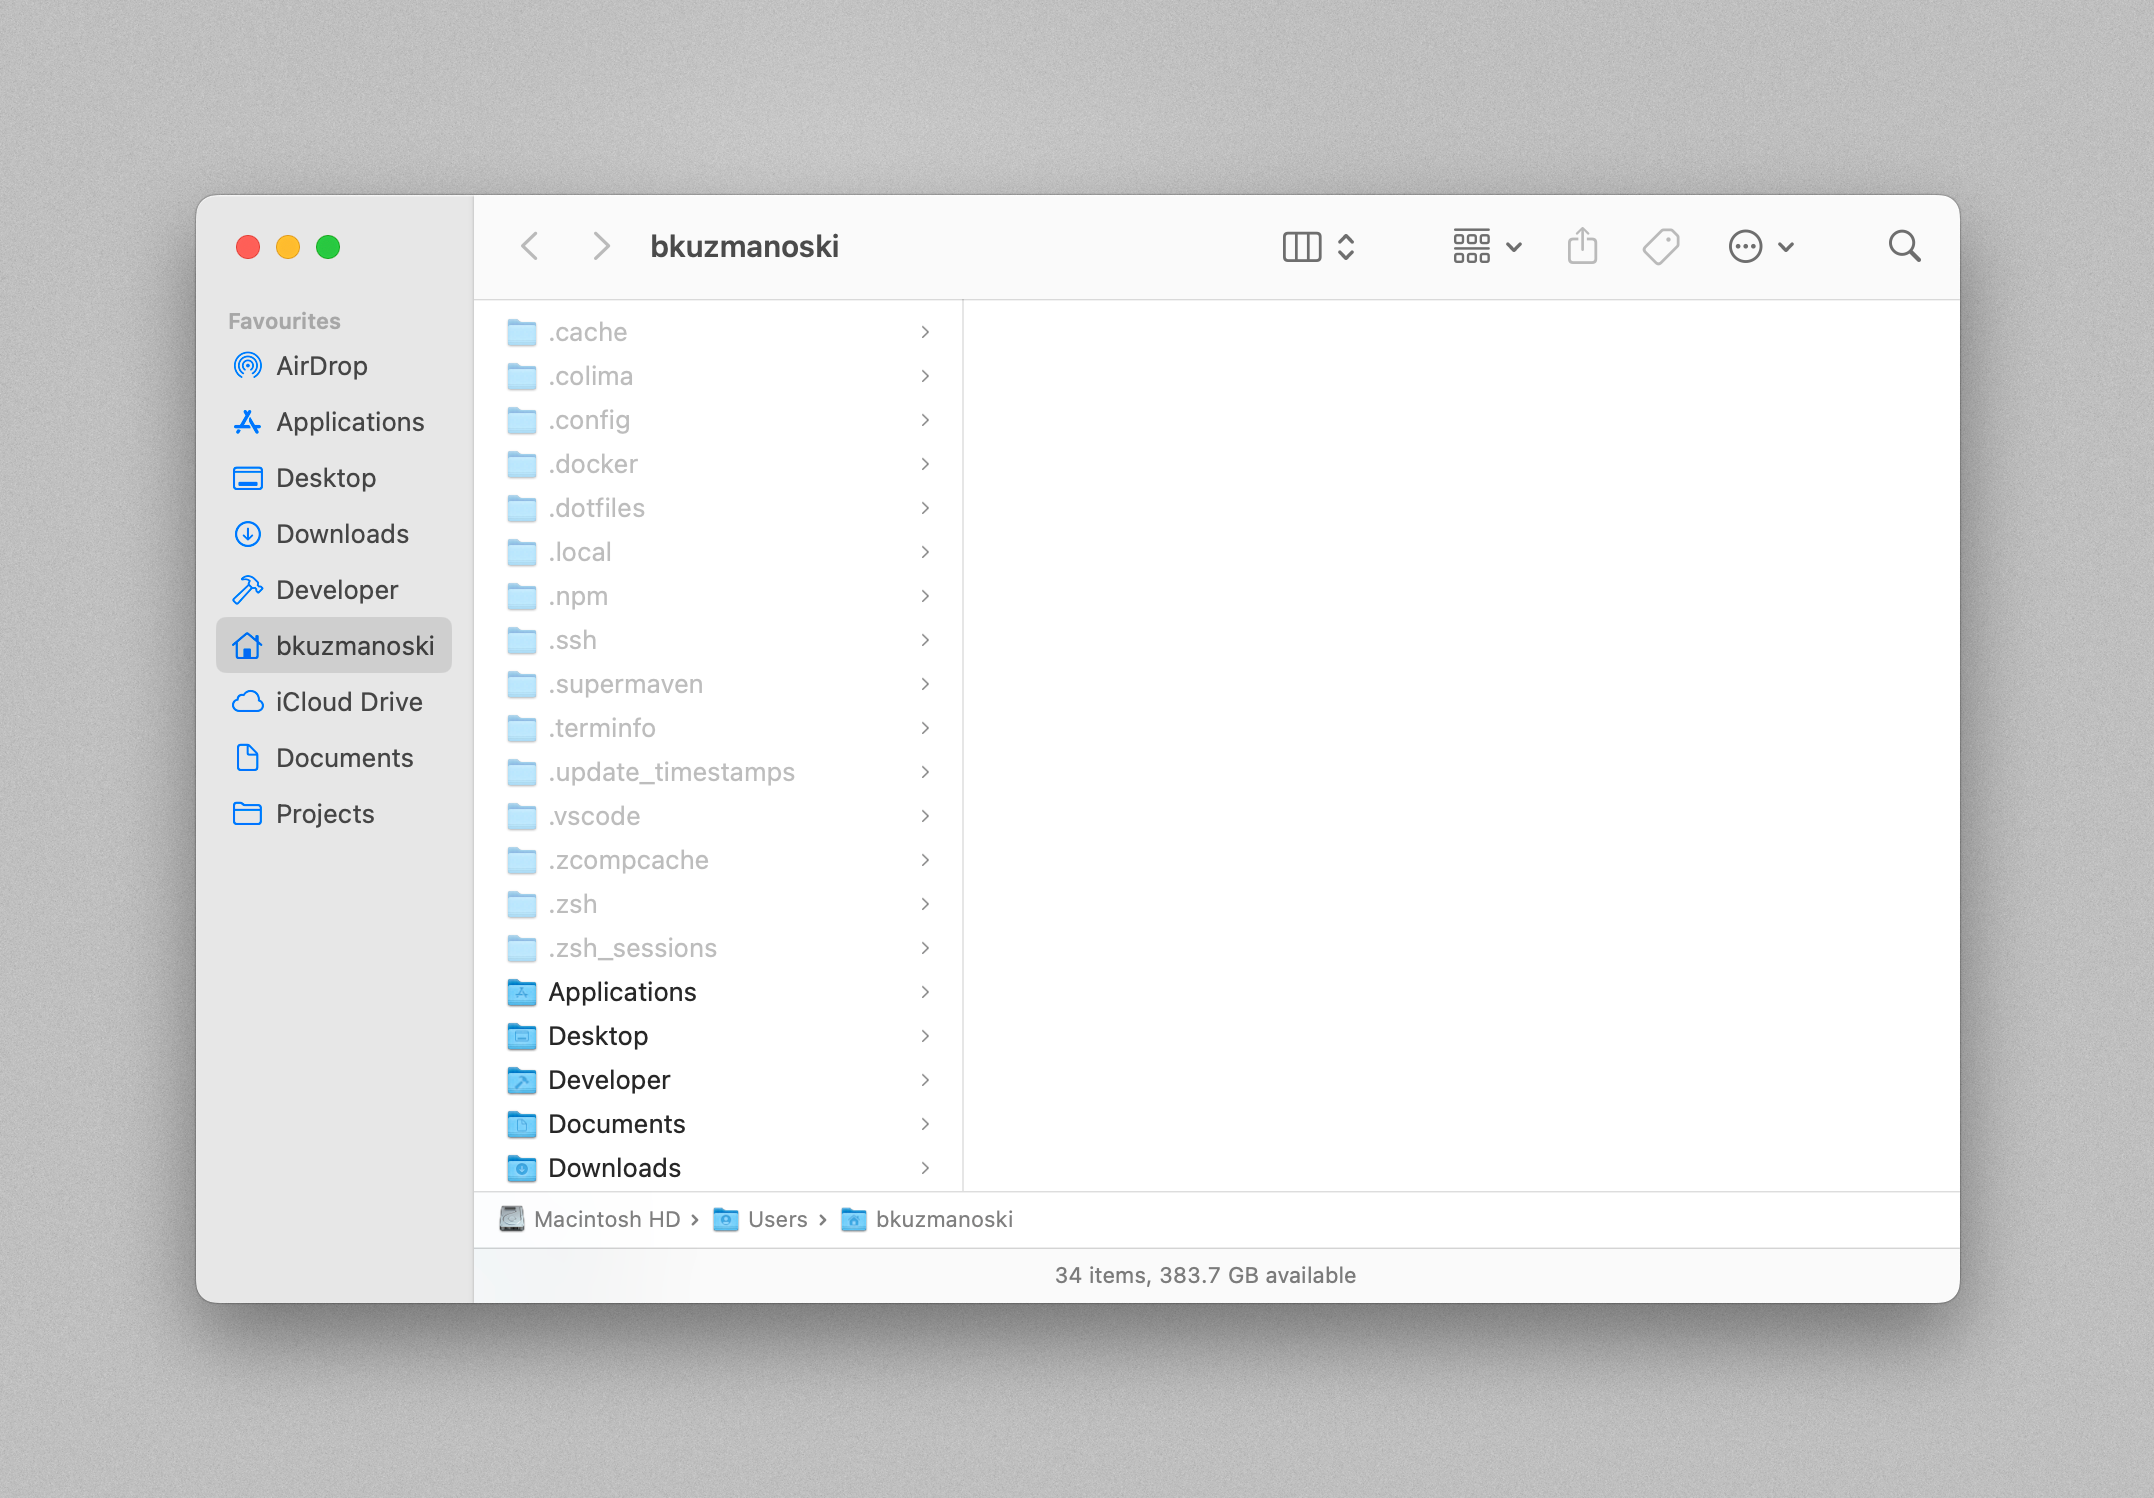 bkuzmanoski
Favourites
AirDrop
Applications
Desktop
Downloads
Developer
bkuzmanoski
iCloud Drive
Documents
Projects
.cache
.colima
.config
.docker
.dotfiles
.local
.npm
.ssh
.supermaven
.terminfo
.update_timestamps
.vscode
.zcompcache
.zsh
.zsh_sessions
Applications
Desktop
Developer
Documents
Downloads
Macintosh HD › Users › bkuzmanoski
34 items, 383.7 GB available